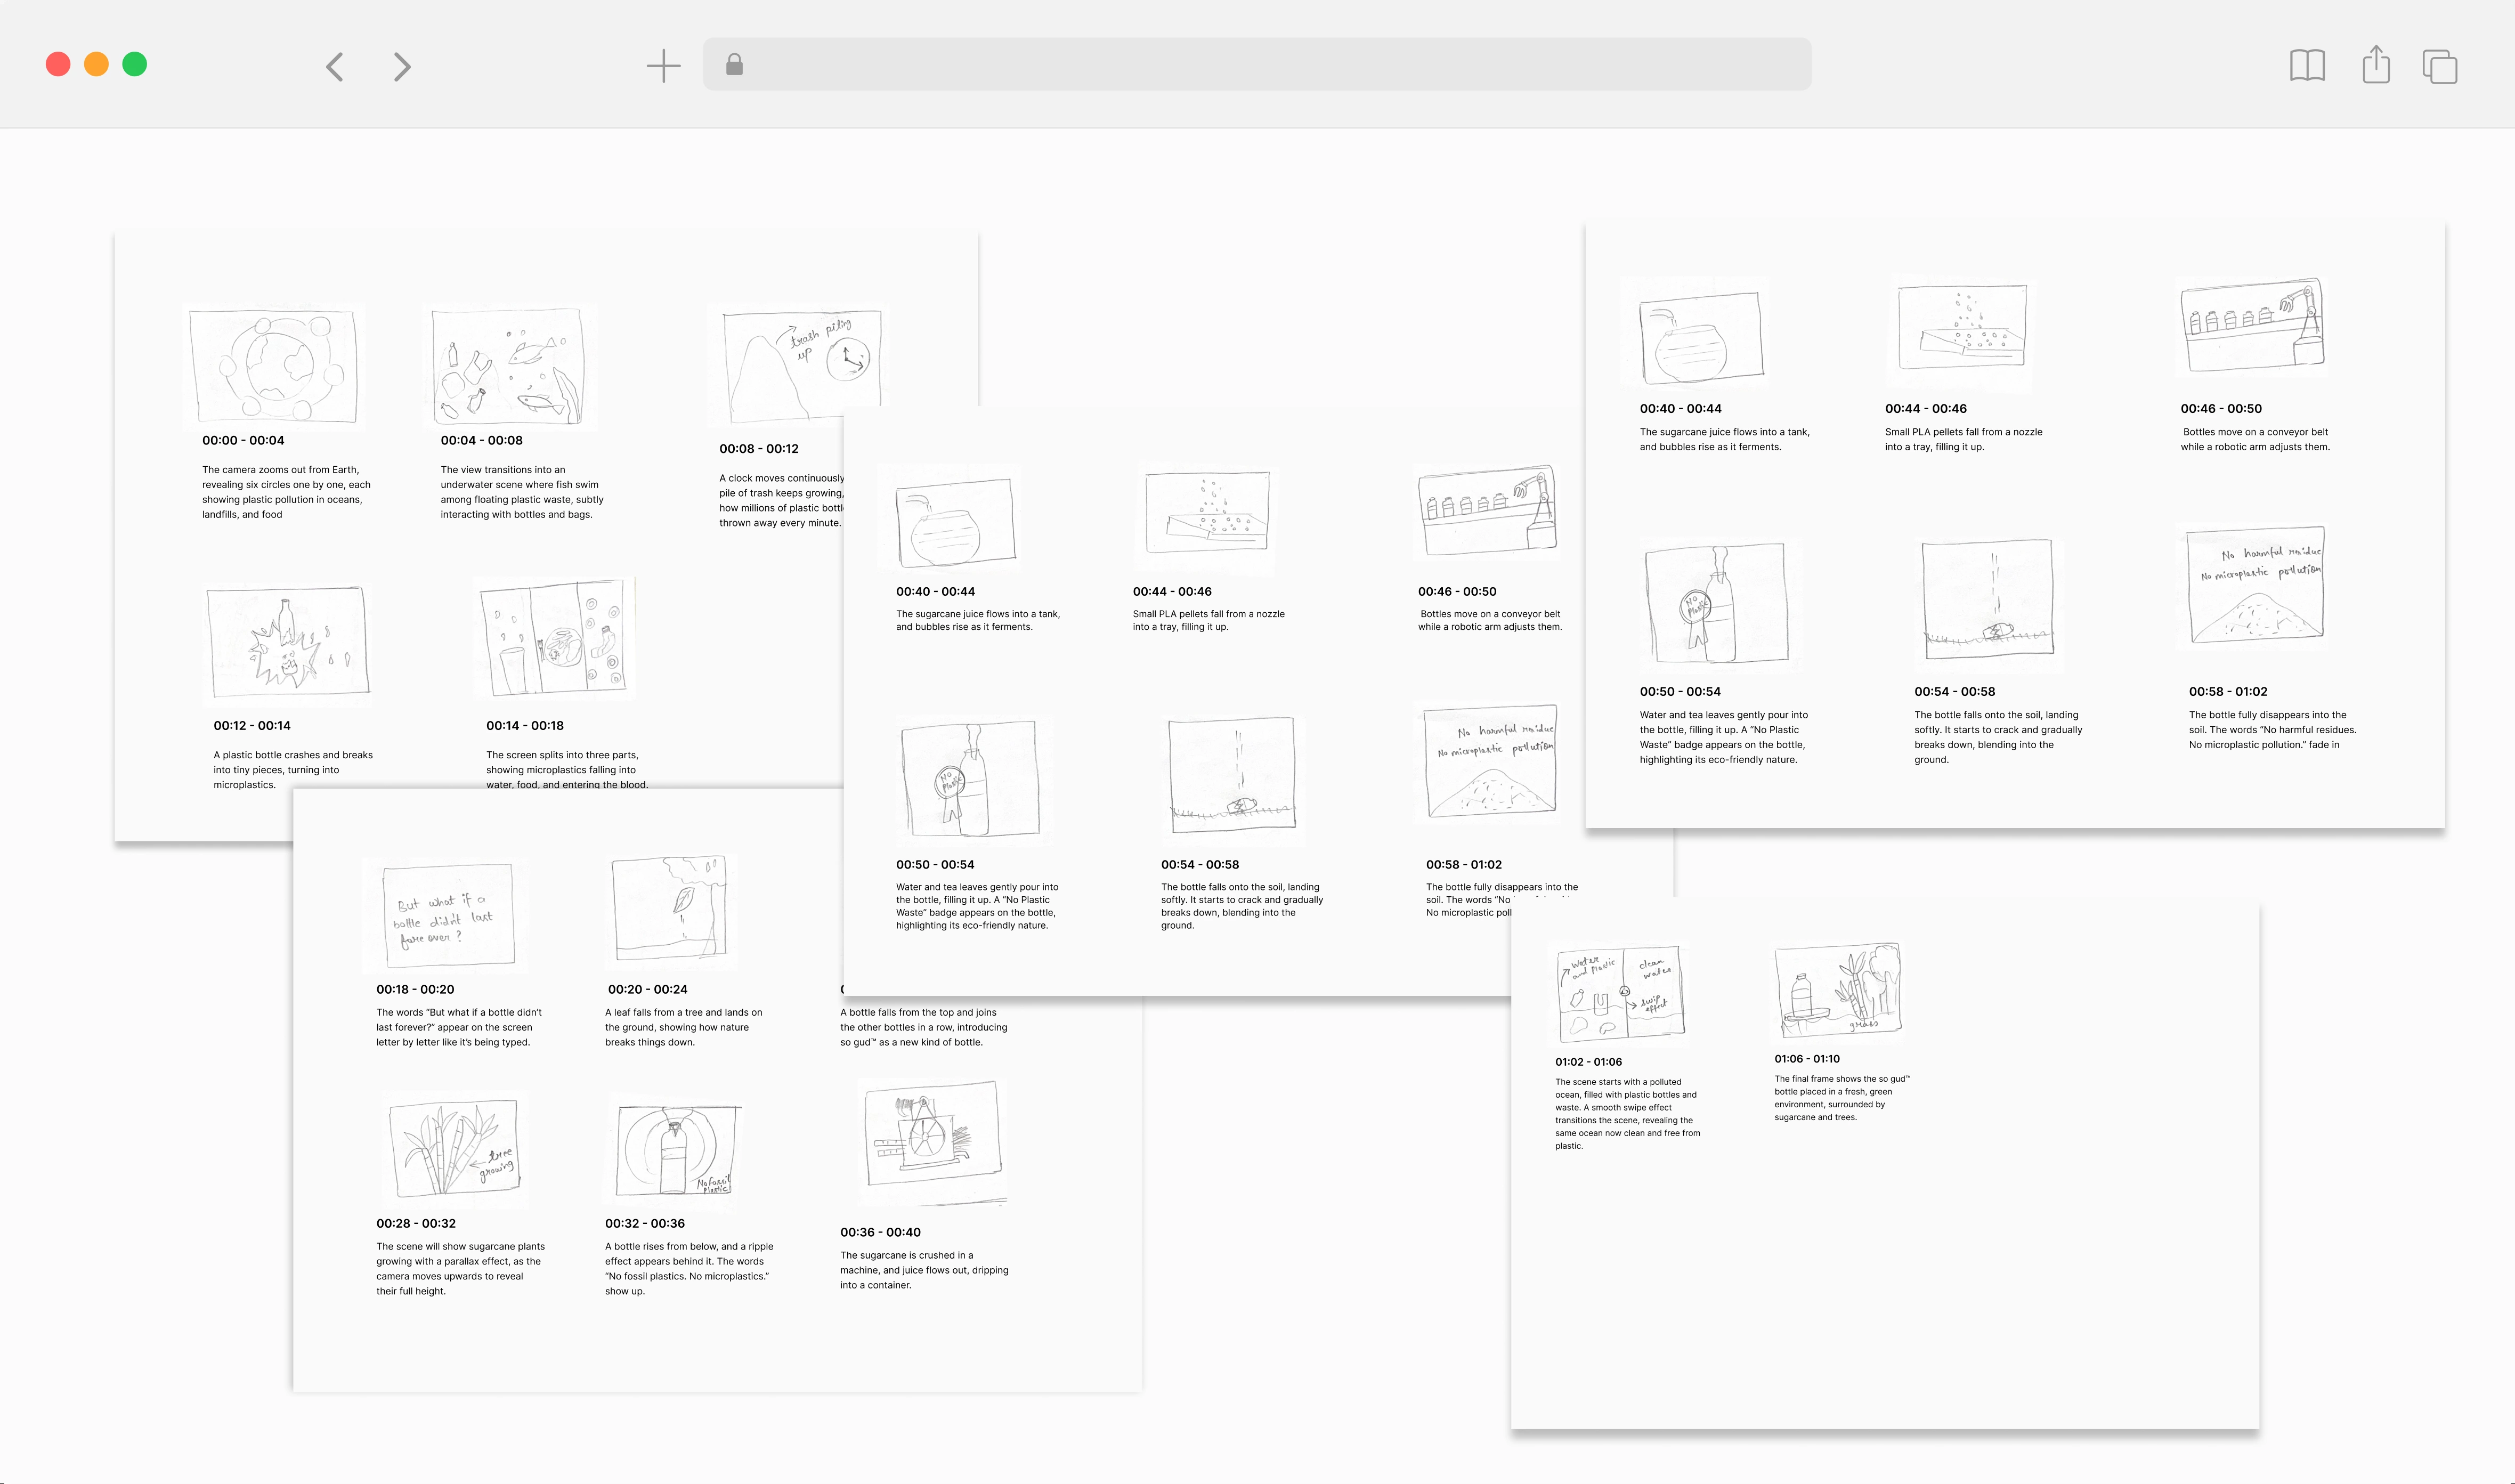 trash piling
up
00:00 - 00:04
The camera zooms out from Earth,
revealing six circles one by one, each
showing plastic pollution in oceans,
landfills, and food
00:04 - 00:08
The view transitions into an
underwater scene where fish swim
among floating plastic waste, subtly
interacting with bottles and bags.
00:08 - 00:12
A clock moves continuously
pile of trash keeps growing,
how millions of plastic
thrown away every minute.
00:12 - 00:14
A plastic bottle crashes and breaks
into tiny pieces, turning into
microplastics.
00:14 - 00:18
The screen splits into three parts,
showing microplastics falling into
water, food, and entering the blood.
But what if a
bottle didn't last
fore over?
00:18 - 00:20
The words “But what if a bottle didn’t
last forever?” appear on the screen
letter by letter like it’s being typed.
00:20 - 00:24
A leaf falls from a tree and lands on
the ground, showing how nature
breaks things down.
A bottle falls from the top and joins
the other bottles in a row, introducing
so gud™ as a new kind of bottle.
tree
growing
00:28 - 00:32
The scene will show sugarcane plants
growing with a parallax effect, as the
camera moves upwards to reveal
their full height.
No Fossil
Plastic
00:32 - 00:36
A bottle rises from below, and a ripple
effect appears behind it. The words
“No fossil plastics. No microplastics.”
show up.
00:36 - 00:40
The sugarcane is crushed in a
machine, and juice flows out, dripping
into a container.
00:40 - 00:44
The sugarcane juice flows into a tank,
and bubbles rise as it ferments.
00:44 - 00:46
Small PLA pellets fall from a nozzle
into a tray, filling it up.
00:46 - 00:50
Bottles move on a conveyor belt
while a robotic arm adjusts them.
No
Plastic
00:50 - 00:54
Water and tea leaves gently pour into
the bottle, filling it up. A “No Plastic
Waste” badge appears on the bottle,
highlighting its eco-friendly nature.
00:54 - 00:58
The bottle falls onto the soil, landing
softly. It starts to crack and gradually
breaks down, blending into the
ground.
No harmful residue
No microplastic pollution
00:58 - 01:02
The bottle fully disappears into the
soil. The words “No
No microplastic
00:40 - 00:44
The sugarcane juice flows into a tank,
and bubbles rise as it ferments.
00:44 - 00:46
Small PLA pellets fall from a nozzle
into a tray, filling it up.
00:46 - 00:50
Bottles move on a conveyor belt
while a robotic arm adjusts them.
No
Plastic
00:50 - 00:54
Water and tea leaves gently pour into
the bottle, filling it up. A “No Plastic
Waste” badge appears on the bottle,
highlighting its eco-friendly nature.
00:54 - 00:58
The bottle falls onto the soil, landing
softly. It starts to crack and gradually
breaks down, blending into the
ground.
No harmful residue
No microplastic pollution
00:58 - 01:02
The bottle fully disappears into the
soil. The words “No harmful residues.
No microplastic pollution.” fade in
water
and Plastic
clean
water
swip
effect
01:02 - 01:06
The scene starts with a polluted
ocean, filled with plastic bottles and
waste. A smooth swipe effect
transitions the scene, revealing the
same ocean now clean and free from
plastic.
grass
01:06 - 01:10
The final frame shows the so gud™
bottle placed in a fresh, green
environment, surrounded by
sugarcane and trees.